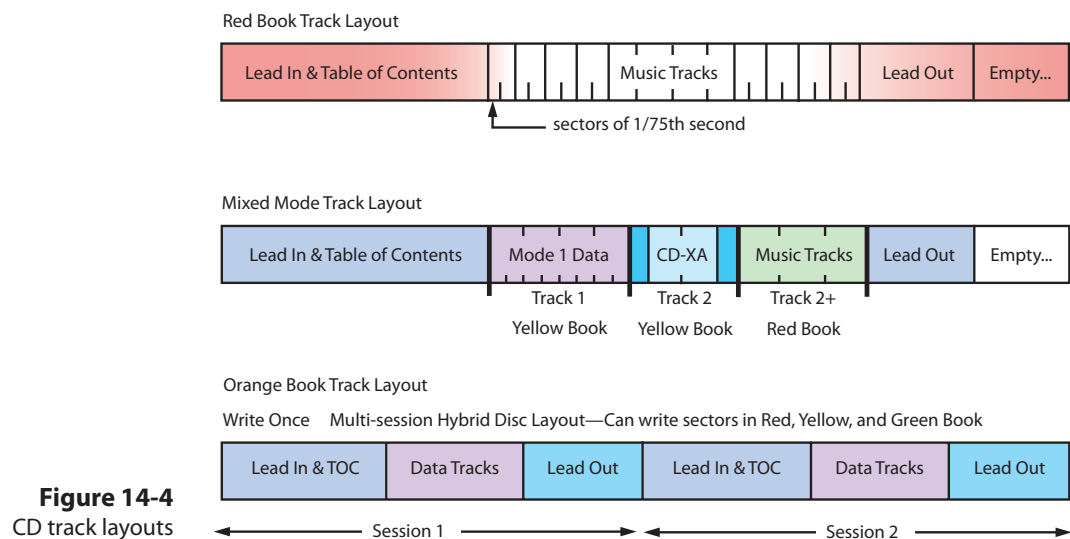 Red Book Track Layout
Lead In & Table of Contents
Music Tracks
Lead Out
Empty...
sectors of 1/75th second
Mixed Mode Track Layout
Lead In & Table of Contents
Mode 1 Data
CD-XA
Music Tracks
Lead Out
Empty...
Track 1
Track 2
Track 2+
Yellow Book
Yellow Book
Red Book
Orange Book Track Layout
Write Once Multi-session Hybrid Disc Layout—Can write sectors in Red, Yellow, and Green Book
Lead In & TOC
Data Tracks
Lead Out
Lead In & TOC
Data Tracks
Lead Out
Session 1
Session 2
Figure 14-4
CD track layouts